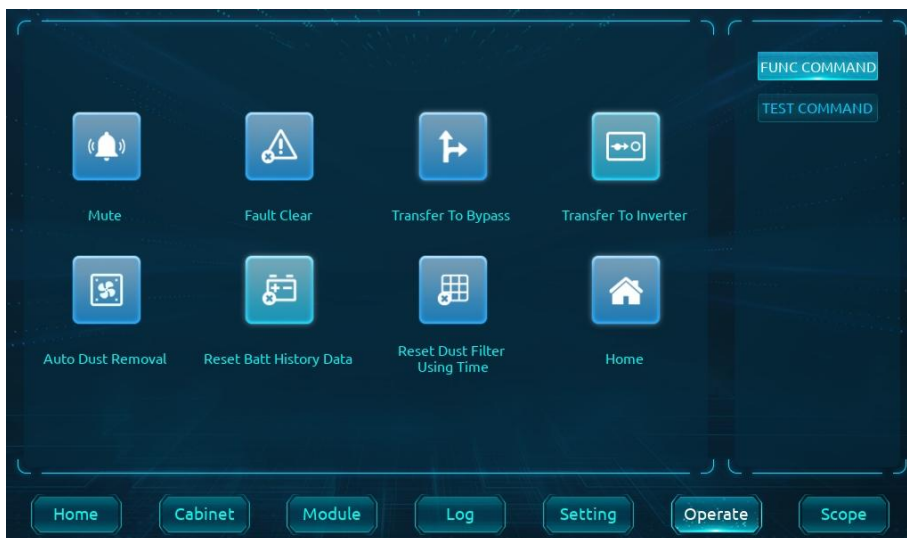 FUNC COMMAND
TEST COMMAND
Mute
Fault Clear
Transfer To Bypass
Transfer To Inverter
Auto Dust Removal
Reset Batt History Data
Reset Dust Filter
Using Time
Home
Home
Cabinet
Module
Log
Setting
Operate
Scope